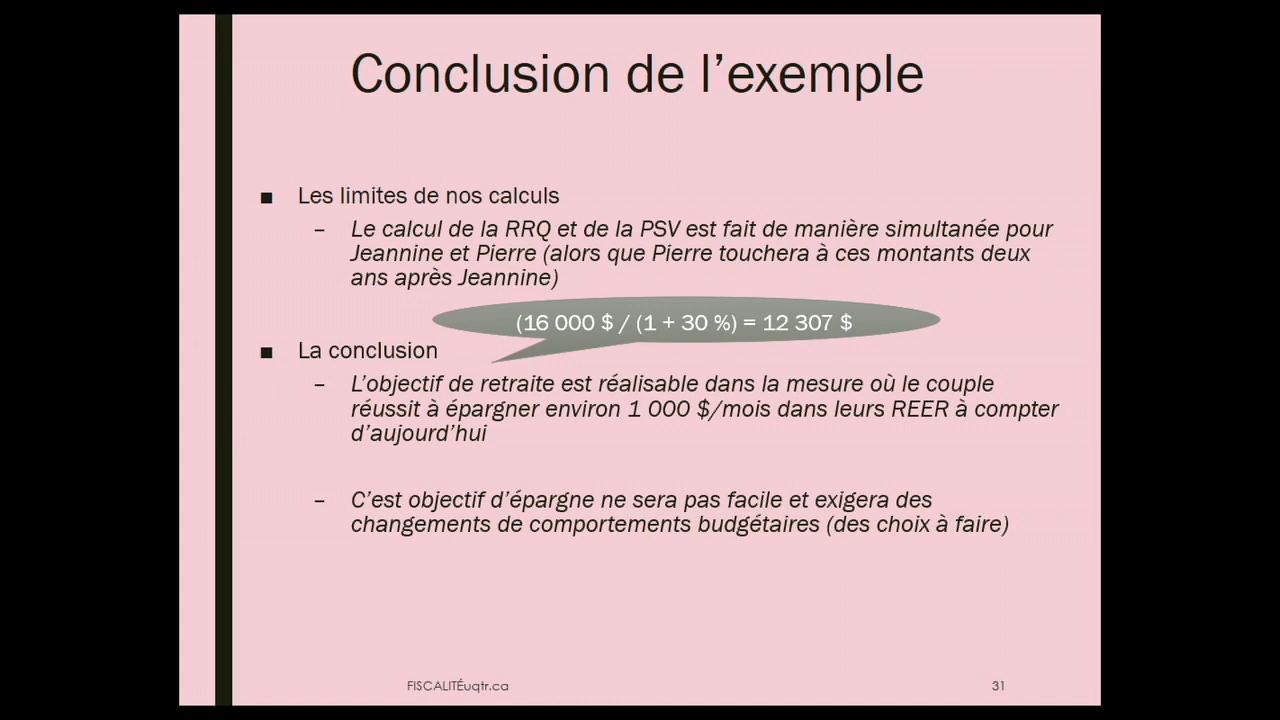 Conclusion de l’exemple
■ Les limites de nos calculs
– Le calcul de la RRQ et de la PSV est fait de manière simultanée pour
Jeannine et Pierre (alors que Pierre touchera à ces montants deux
ans après Jeannine)
(16 000 $ / (1 + 30 %) = 12 307 $
■ La conclusion
– L’objectif de retraite est réalisable dans la mesure où le couple
réussit à épargner environ 1 000 $/mois dans leurs REER à compter
d’aujourd’hui
– C’est objectif d’épargne ne sera pas facile et exigera des
changements de comportements budgétaires (des choix à faire)
FISCALITÉuqtr.ca
31